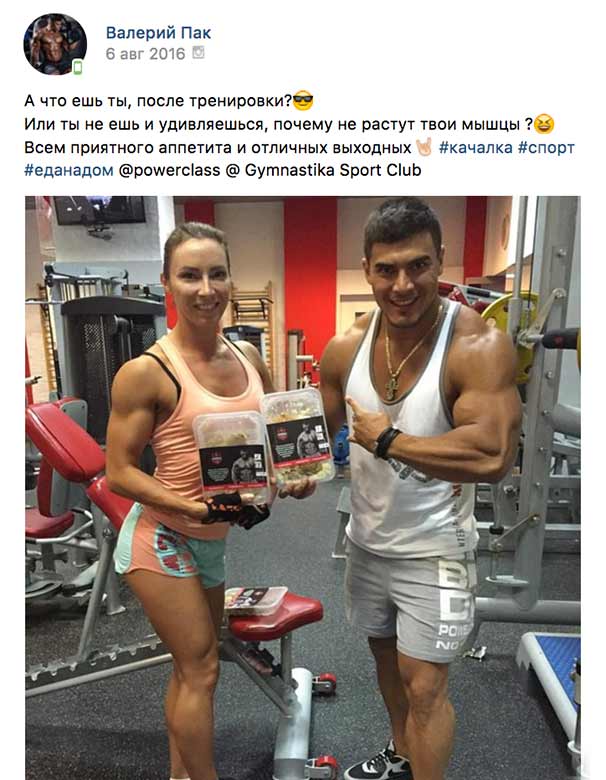 Валерий Пак
6 авг 2016
А что ешь ты, после тренировки?😎
Или ты не ешь и удивляешься, почему не растут твои мышцы ?😆
Всем приятного аппетита и отличных выходных🤘🏻 #качалка #спорт
#еданадом @powerclass @ Gymnastika Sport Club